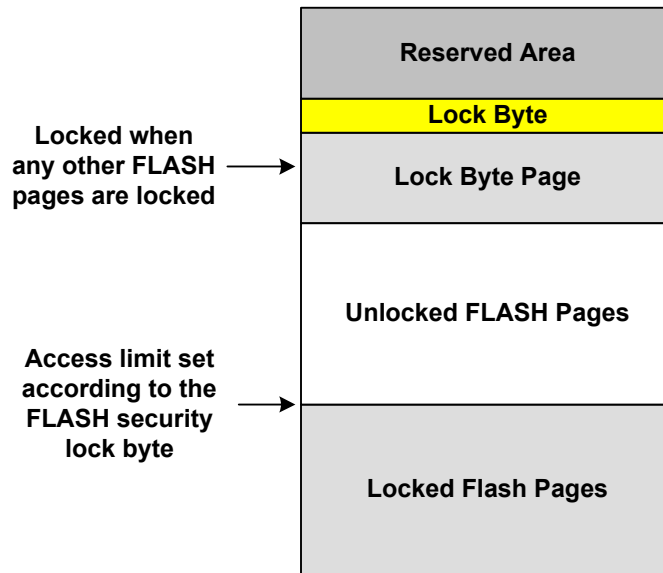 Reserved Area
Lock Byte
Locked when
any other FLASH
pages are locked
Lock Byte Page
Unlocked FLASH Pages
Access limit set
according to the
FLASH security
lock byte
Locked Flash Pages